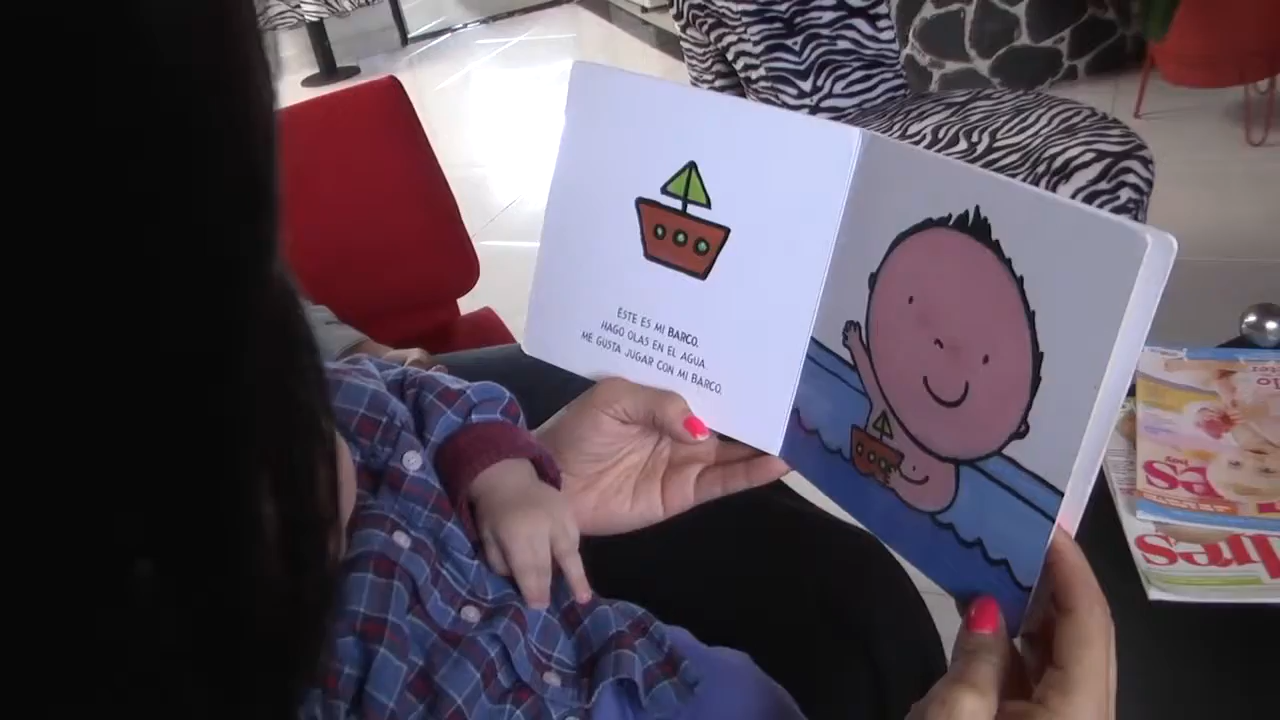 ESTE ES MI BARCO.
HAGO OLAS EN EL AGUA.
ME GUSTA JUGAR CON MI BARCO.